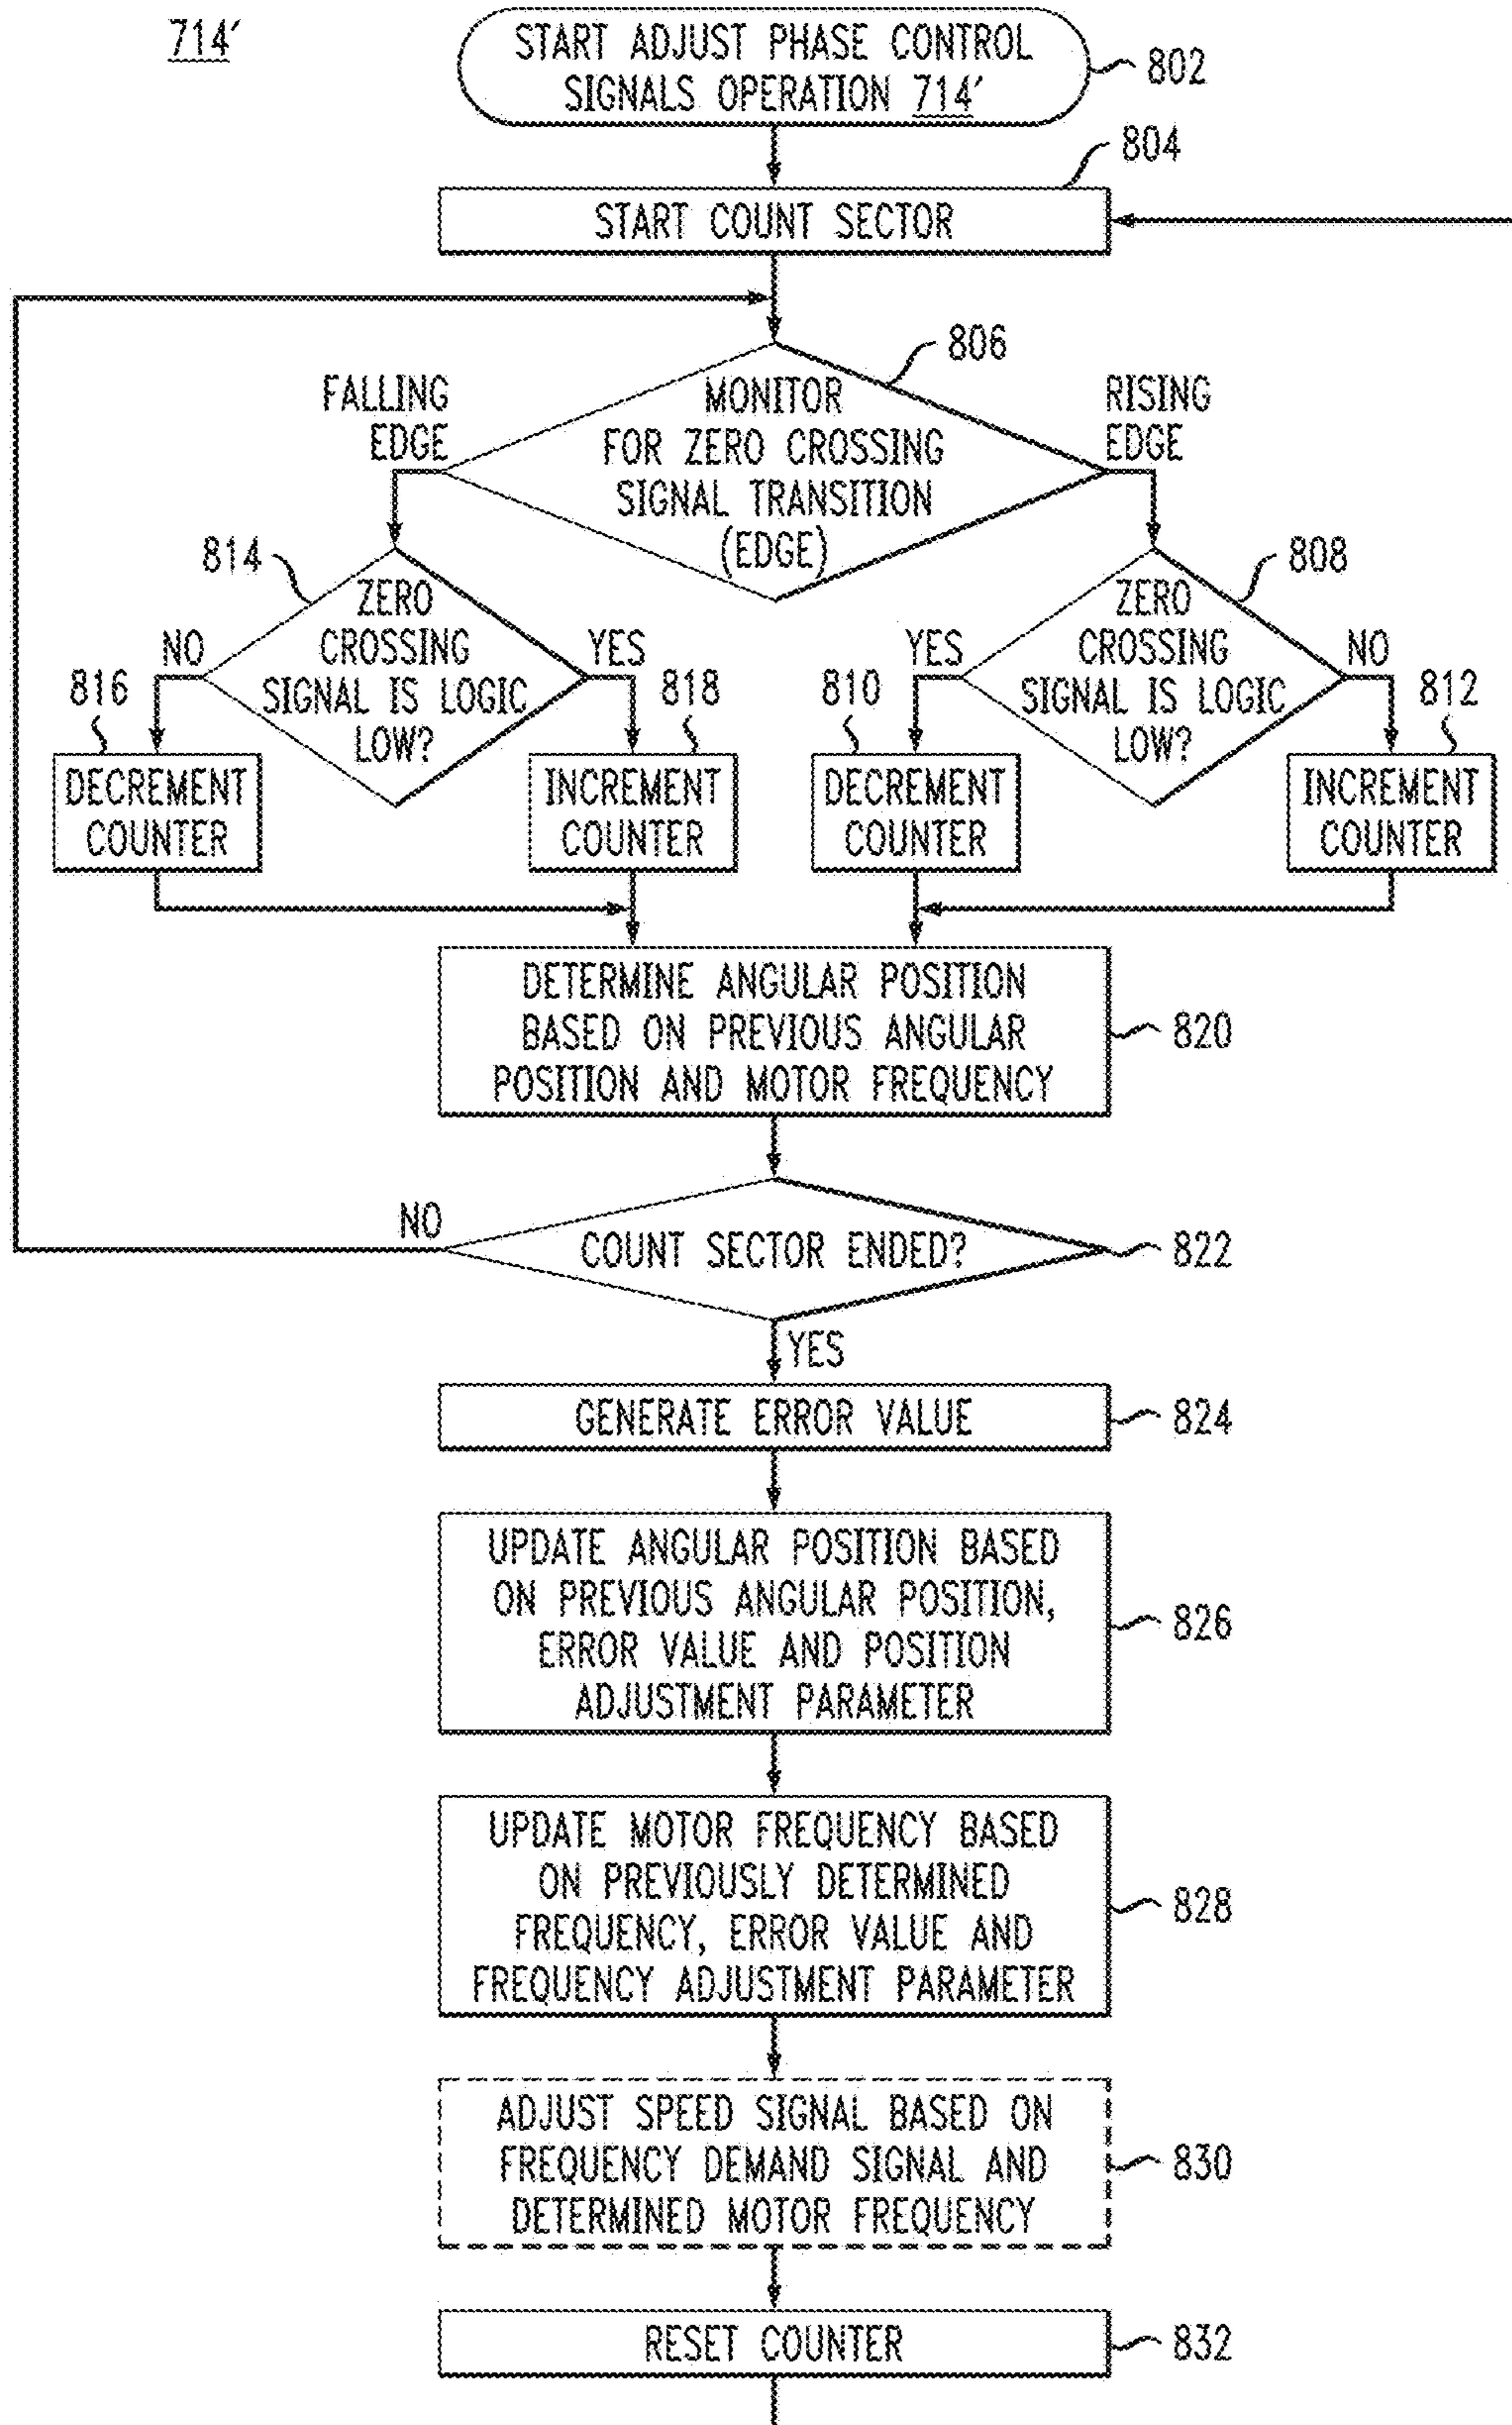 714′
START ADJUST PHASE CONTROL
SIGNALS OPERATION 714′
802
804
START COUNT SECTOR
806
FALLING
EDGE
MONITOR
FOR ZERO CROSSING
SIGNAL TRANSITION
(EDGE)
RISING
EDGE
814
ZERO
CROSSING
SIGNAL IS LOGIC
LOW?
NO
YES
808
ZERO
CROSSING
SIGNAL IS LOGIC
LOW?
YES
NO
816
DECREMENT
COUNTER
818
INCREMENT
COUNTER
810
DECREMENT
COUNTER
812
INCREMENT
COUNTER
DETERMINE ANGULAR POSITION
BASED ON PREVIOUS ANGULAR
POSITION AND MOTOR FREQUENCY
820
NO
COUNT SECTOR ENDED?
822
YES
GENERATE ERROR VALUE
824
UPDATE ANGULAR POSITION BASED
ON PREVIOUS ANGULAR POSITION,
ERROR VALUE AND POSITION
ADJUSTMENT PARAMETER
826
UPDATE MOTOR FREQUENCY BASED
ON PREVIOUSLY DETERMINED
FREQUENCY, ERROR VALUE AND
FREQUENCY ADJUSTMENT PARAMETER
828
ADJUST SPEED SIGNAL BASED ON
FREQUENCY DEMAND SIGNAL AND
DETERMINED MOTOR FREQUENCY
830
RESET COUNTER
832